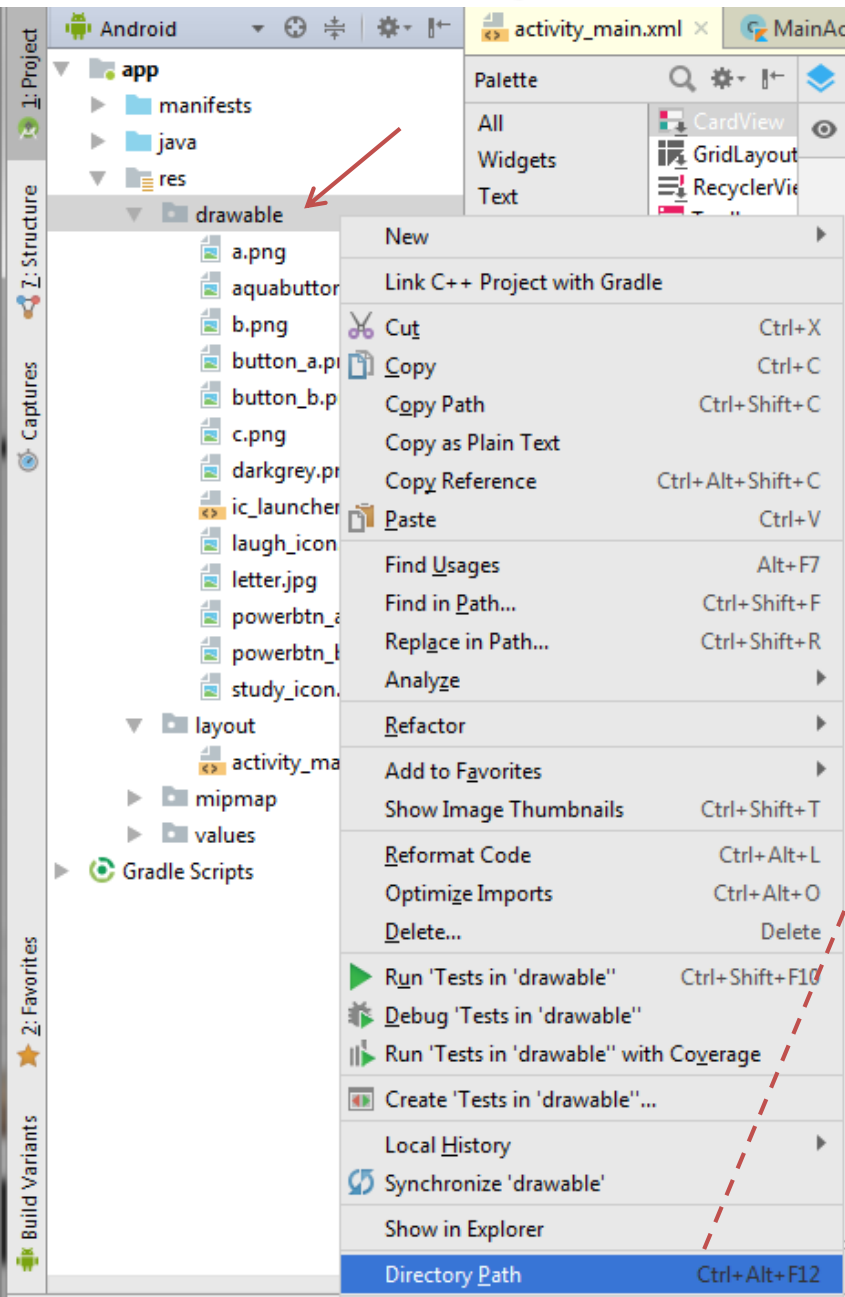 1: Project
7: Structure
Captures
2: Favorites
Build Variants
Android
app
manifests
java
res
drawable
a.png
aquabutton
b.png
button_a.p
button_b.p
c.png
darkgrey.pr
ic_launcher
laugh_icon
letter.jpg
powerbtn_a
powerbtn_b
study_icon.
layout
activity_ma
mipmap
values
Gradle Scripts
activity_main.xml
MainAc
Palette
All
Widgets
Text
CardView
GridLayout
RecyclerVie
New
Link C++ Project with Gradle
Cut Ctrl+X
Copy Ctrl+C
Copy Path Ctrl+Shift+C
Copy as Plain Text
Copy Reference Ctrl+Alt+Shift+C
Paste Ctrl+V
Find Usages Alt+F7
Find in Path... Ctrl+Shift+F
Replace in Path... Ctrl+Shift+R
Analyze
Refactor
Add to Favorites
Show Image Thumbnails Ctrl+Shift+T
Reformat Code Ctrl+Alt+L
Optimize Imports Ctrl+Alt+O
Delete... Delete
Run 'Tests in 'drawable'' Ctrl+Shift+F10
Debug 'Tests in 'drawable''
Run 'Tests in 'drawable'' with Coverage
Create 'Tests in 'drawable''...
Local History
Synchronize 'drawable'
Show in Explorer
Directory Path Ctrl+Alt+F12